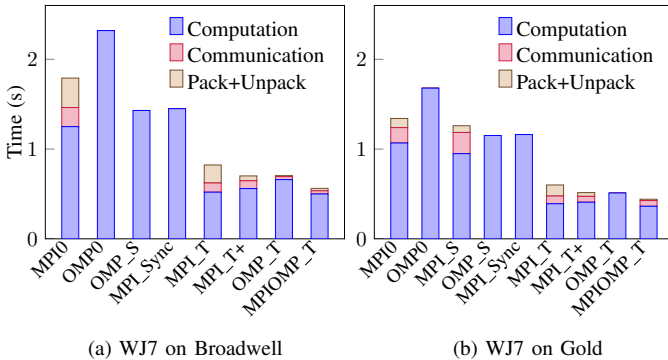 Time (s)
2
1
0
Computation
Communication
Pack+Unpack
MPI0
OMP0
OMP_S
MPI_Sync
MPI_T
MPI_T+
OMP_T
MPIOMP_T
(a) WJ7 on Broadwell
2
1
0
Computation
Communication
Pack+Unpack
MPI0
OMP0
MPI_S
OMP_S
MPI_Sync
MPI_T
MPI_T+
OMP_T
MPIOMP_T
(b) WJ7 on Gold